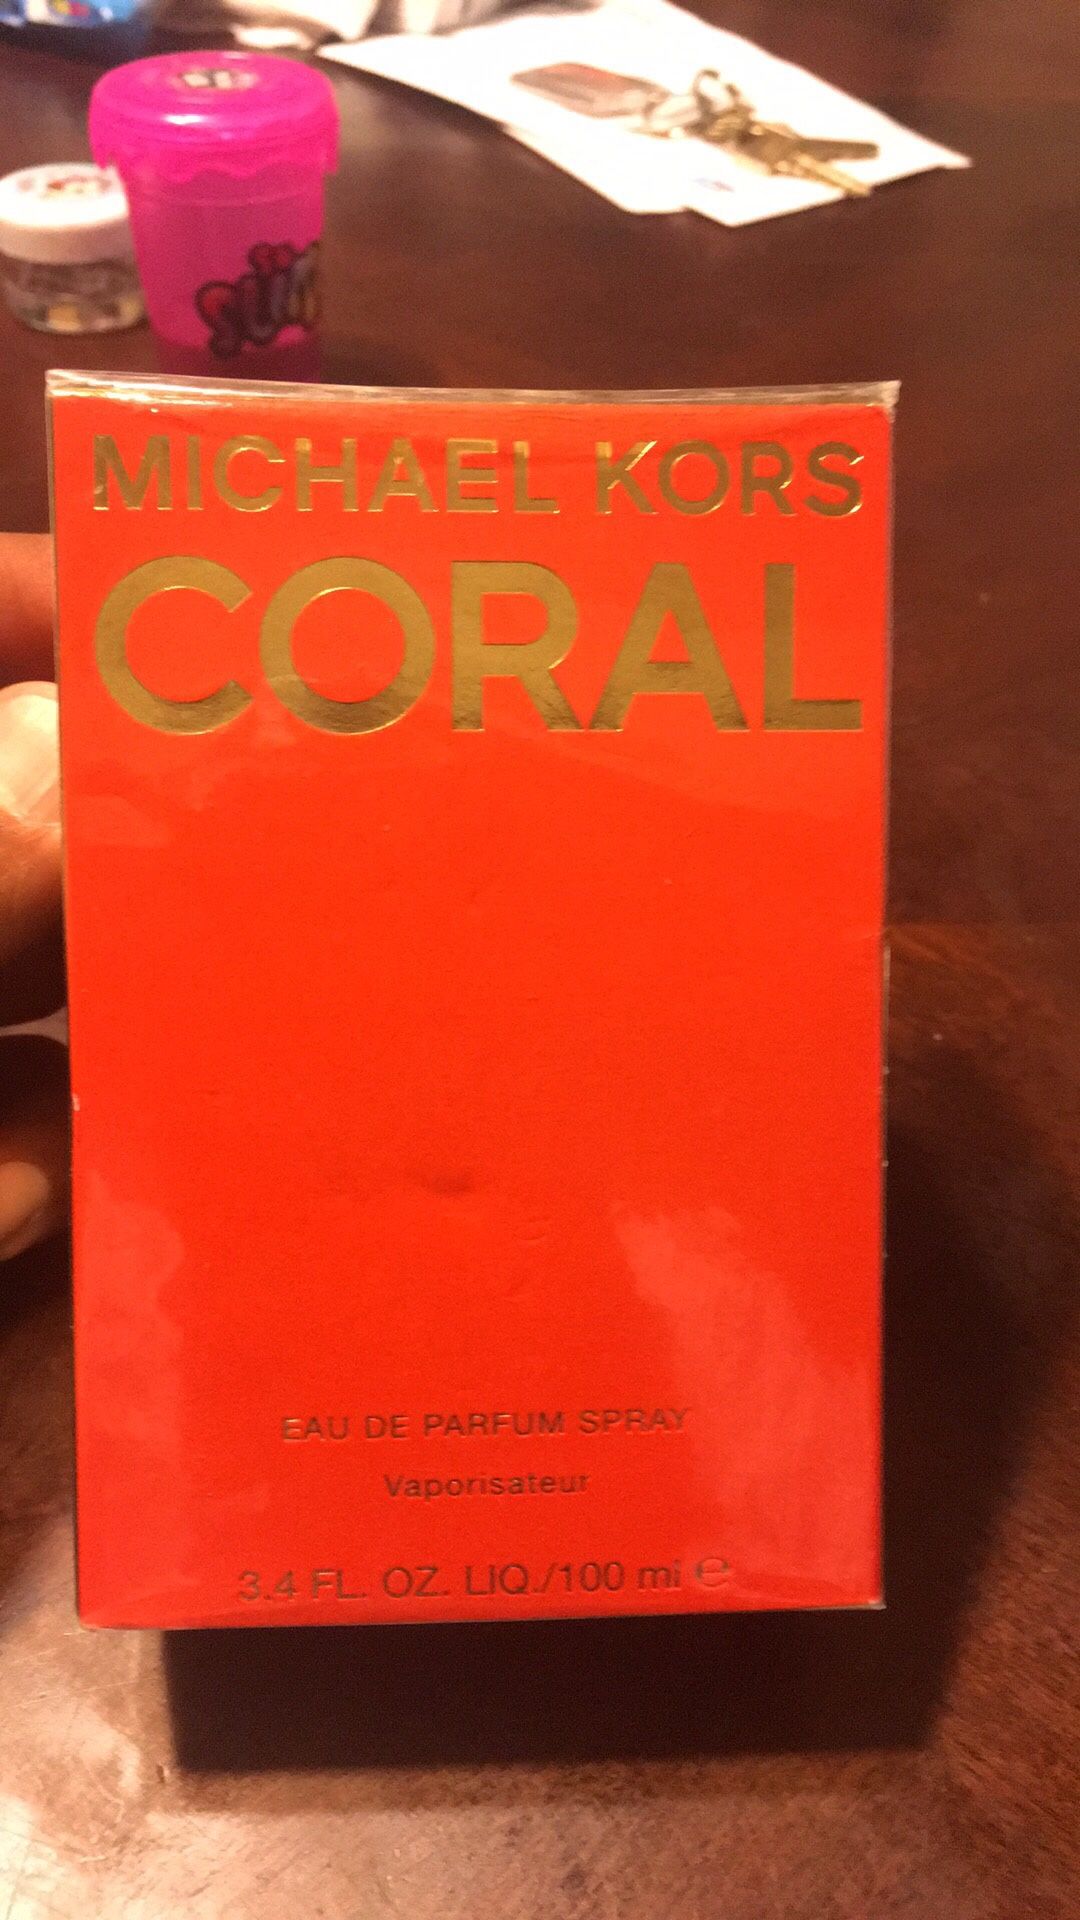 MICHAEL KORS
CORAL
EAU DE PARFUM SPRAY
Vaporisateur
3.4 FL. OZ. LIQ./100 ml ℮